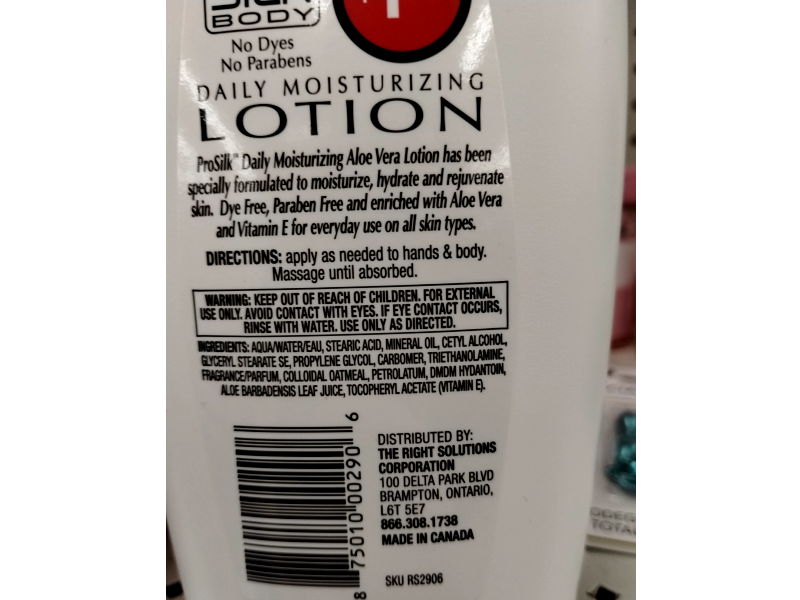 BODY
No Dyes
No Parabens
DAILY MOISTURIZING
LOTION
ProSilk™ Daily Moisturizing Aloe Vera Lotion has been
specially formulated to moisturize, hydrate and rejuvenate
skin. Dye Free, Paraben Free and enriched with Aloe Vera
and Vitamin E for everyday use on all skin types.
DIRECTIONS: apply as needed to hands & body.
Massage until absorbed.
WARNING: KEEP OUT OF REACH OF CHILDREN. FOR EXTERNAL
USE ONLY. AVOID CONTACT WITH EYES. IF EYE CONTACT OCCURS,
RINSE WITH WATER. USE ONLY AS DIRECTED.
INGREDIENTS: AQUA/WATER/EAU, STEARIC ACID, MINERAL OIL, CETYL ALCOHOL,
GLYCERYL STEARATE SE, PROPYLENE GLYCOL, CARBOMER, TRIETHANOLAMINE,
FRAGRANCE/PARFUM, COLLOIDAL OATMEAL, PETROLATUM, DMDM HYDANTOIN,
ALOE BARBADENSIS LEAF JUICE, TOCOPHERYL ACETATE (VITAMIN E).
8 75010 00290 6
DISTRIBUTED BY:
THE RIGHT SOLUTIONS
CORPORATION
100 DELTA PARK BLVD
BRAMPTON, ONTARIO,
L6T 5E7
866.308.1738
MADE IN CANADA
SKU RS2906